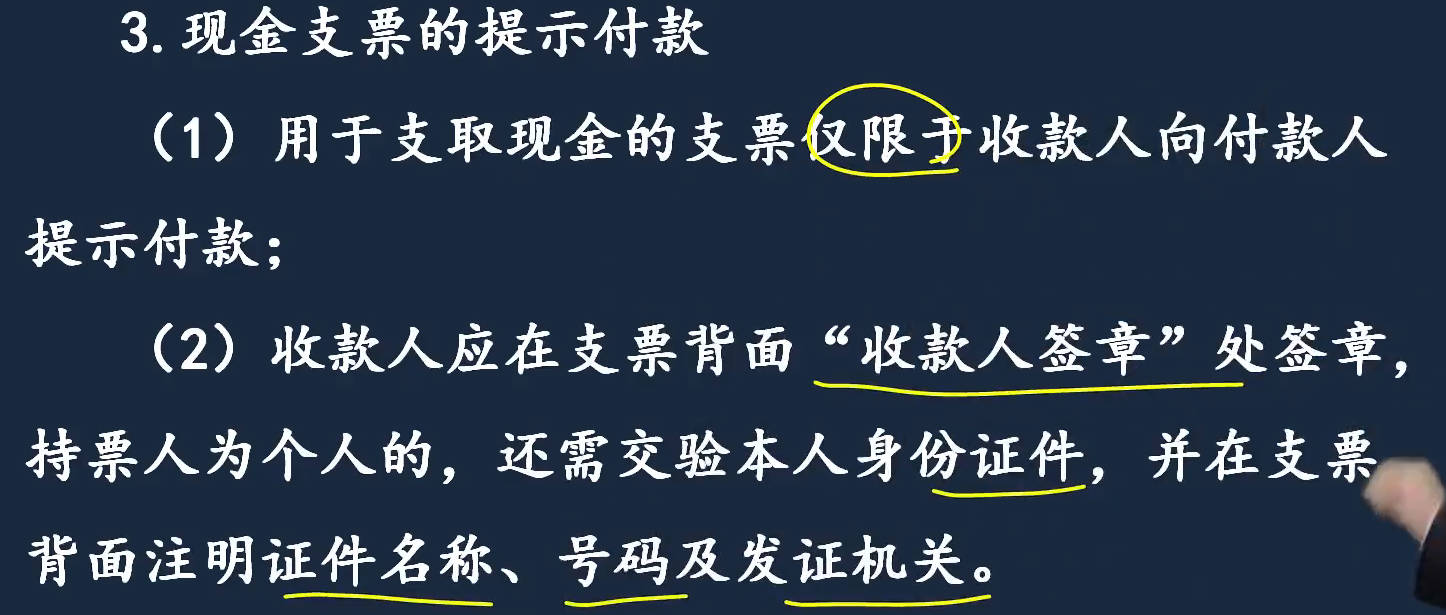 3.现金支票的提示付款
（1）用于支取现金的支票仅限于收款人向付款人
提示付款；
（2）收款人应在支票背面“收款人签章”处签章，
持票人为个人的，还需交验本人身份证件，并在支票
背面注明证件名称、号码及发证机关。